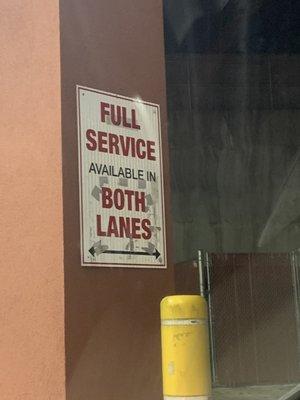 FULL
SERVICE
AVAILABLE IN
BOTH
LANES